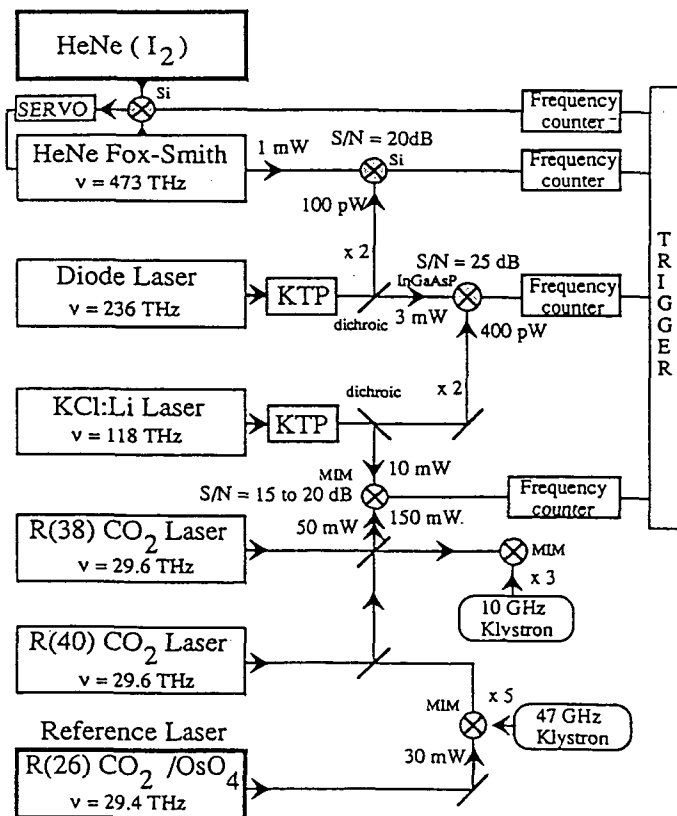 HeNe ( I2 )
Si
SERVO
Frequency
counter
HeNe Fox-Smith
ν = 473 THz
1 mW
S/N = 20dB
Si
Frequency
counter
100 pW
x 2
TRIGGER
S/N = 25 dB
InGaAsP
Diode Laser
ν = 236 THz
KTP
dichroic
3 mW
Frequency
counter
400 pW
x 2
KCl:Li Laser
ν = 118 THz
KTP
dichroic
10 mW
MIM
S/N = 15 to 20 dB
Frequency
counter
50 mW
150 mW.
R(38) CO2 Laser
ν = 29.6 THz
MIM
x 3
10 GHz
Klystron
R(40) CO2 Laser
ν = 29.6 THz
MIM
x 5
47 GHz
Klystron
Reference Laser
30 mW
R(26) CO2 /OsO4
ν = 29.4 THz